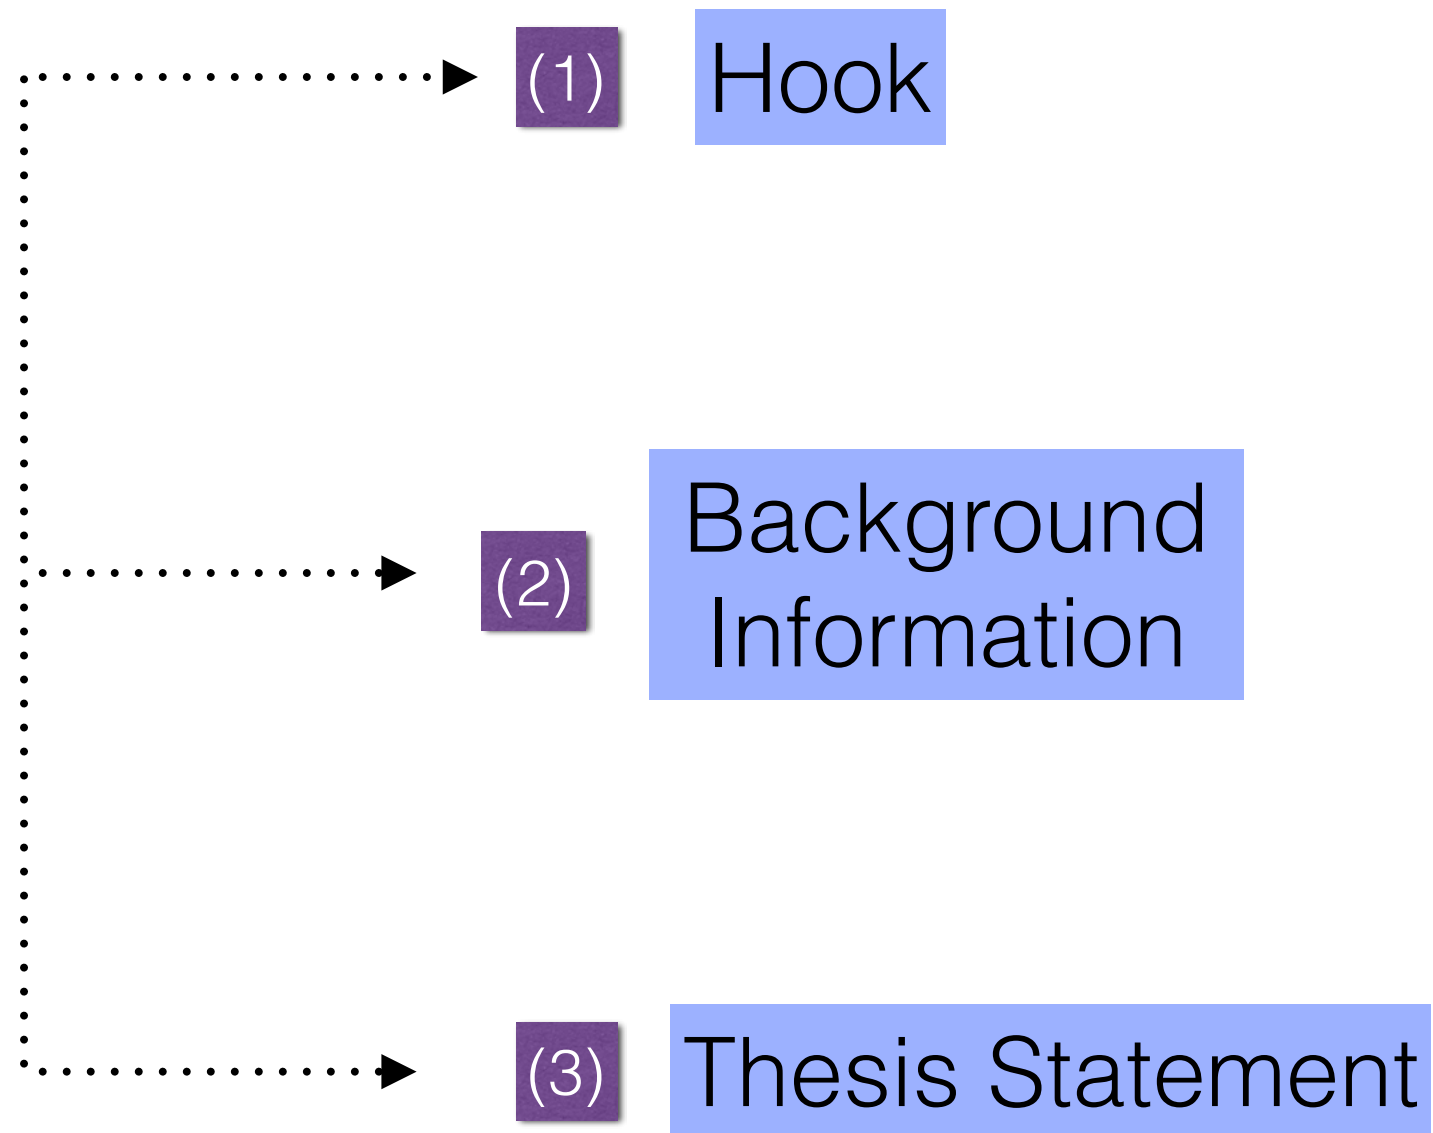 (1) Hook
Background
(2)
Information
(3) Thesis Statement